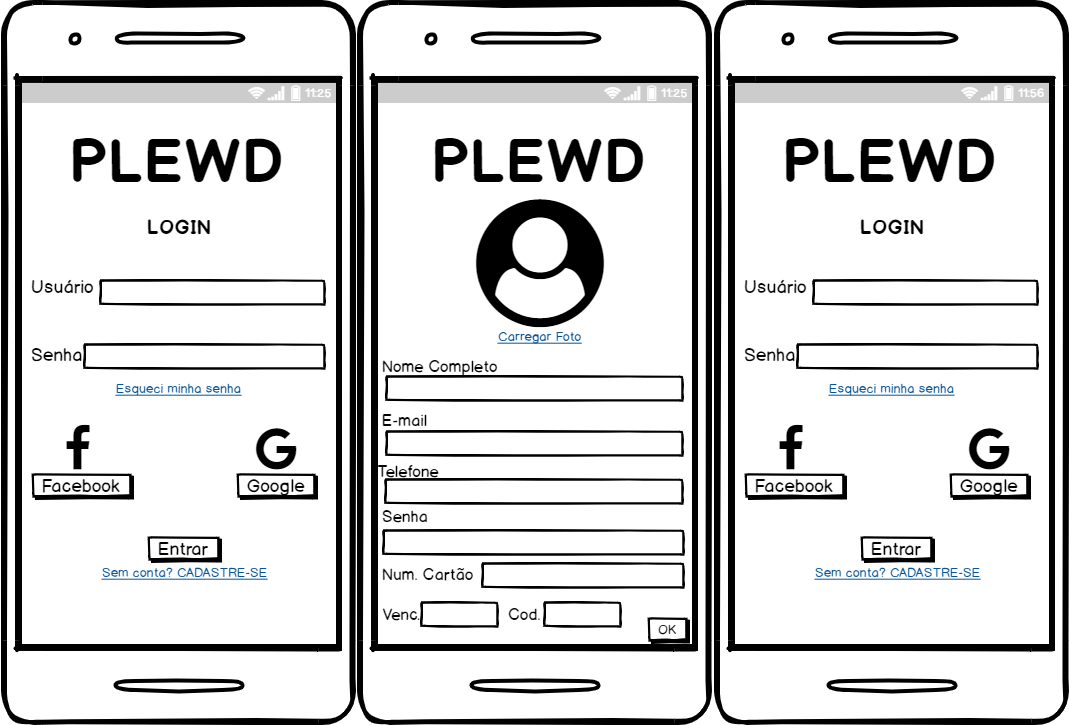 11:25
PLEWD
LOGIN
Usuário
Senha
Esqueci minha senha
Facebook
Google
Entrar
Sem conta? CADASTRE-SE
11:25
PLEWD
Carregar Foto
Nome Completo
E-mail
Telefone
Senha
Num. Cartão
Venc. Cod.
OK
11:56
PLEWD
LOGIN
Usuário
Senha
Esqueci minha senha
Facebook
Google
Entrar
Sem conta? CADASTRE-SE